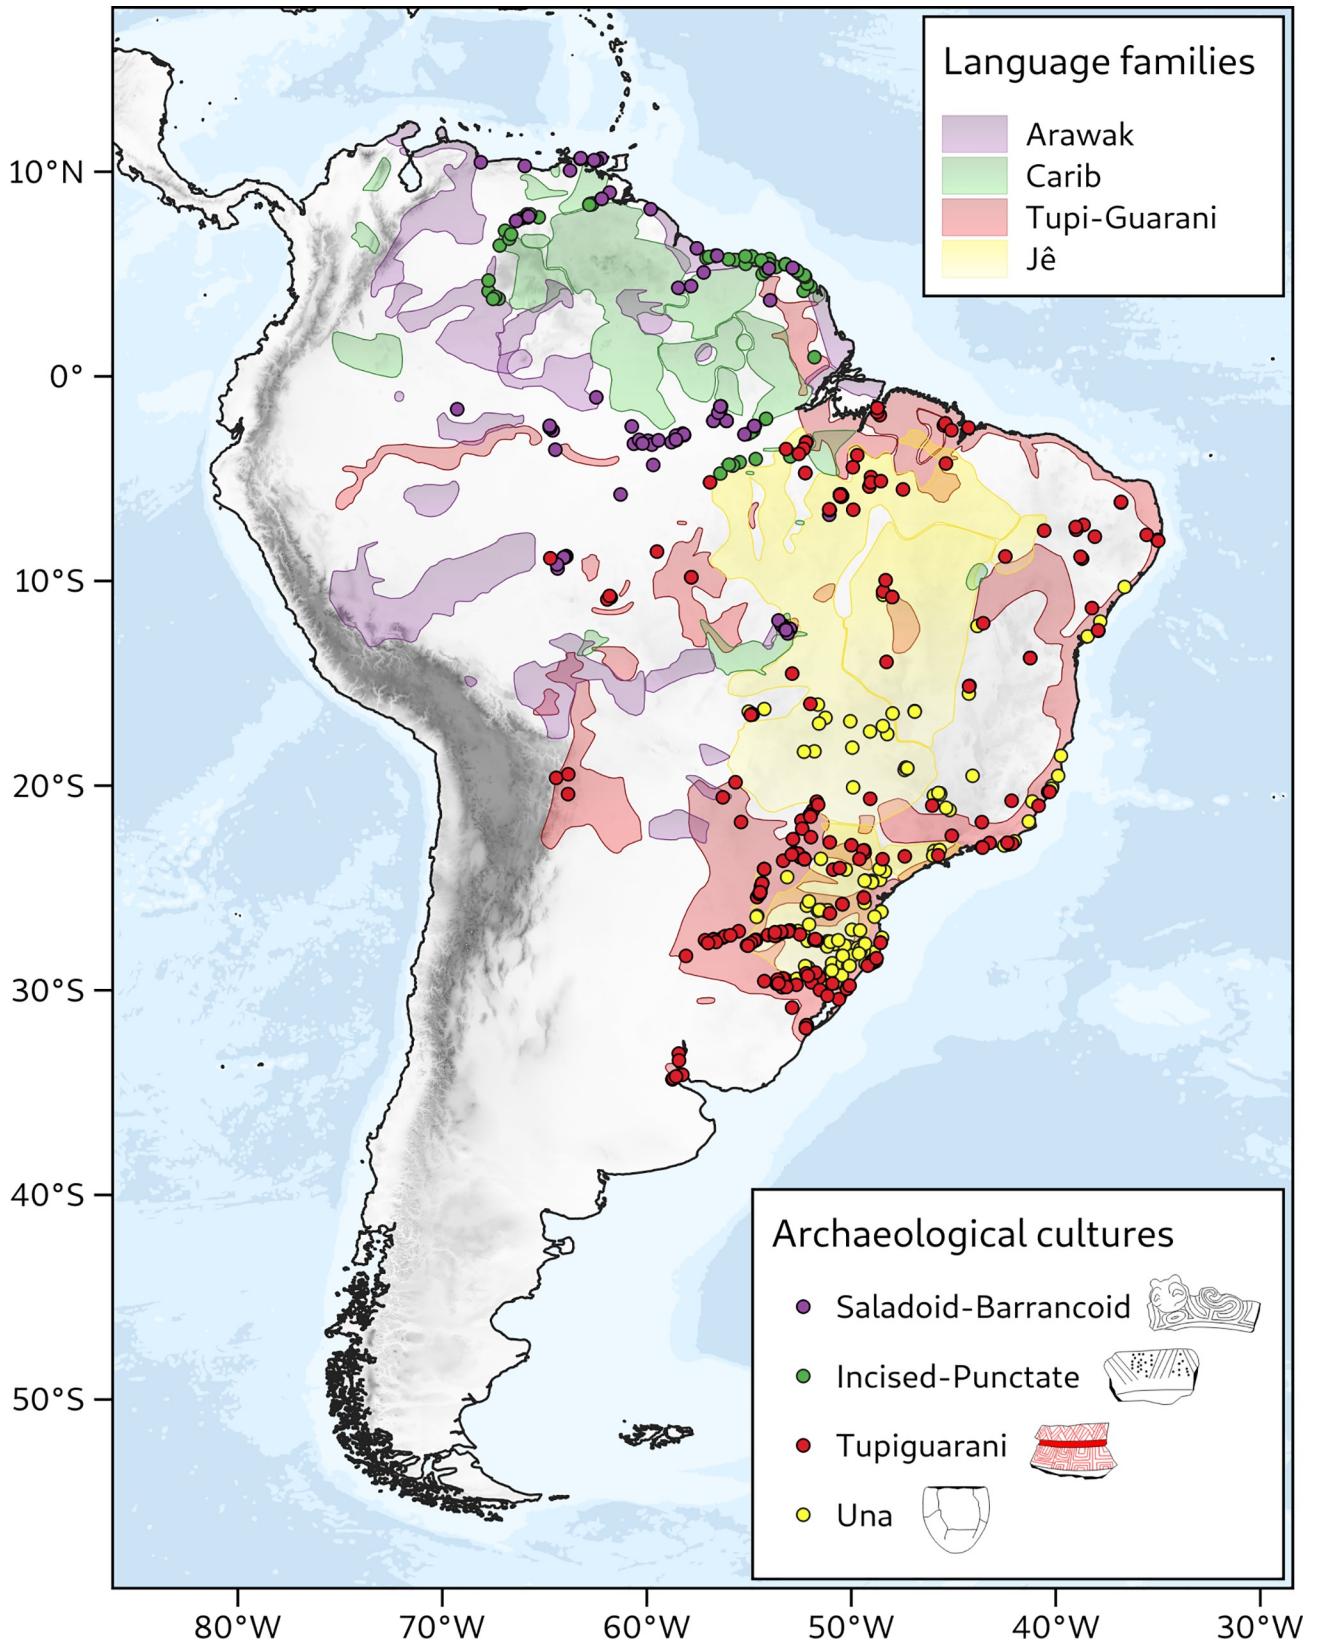 Language families
Arawak
Carib
Tupi-Guarani
Jê
10°N
0°
10°S
20°S
30°S
40°S
50°S
Archaeological cultures
Saladoid-Barrancoid
Incised-Punctate
Tupiguarani
Una
80°W
70°W
60°W
50°W
40°W
30°W